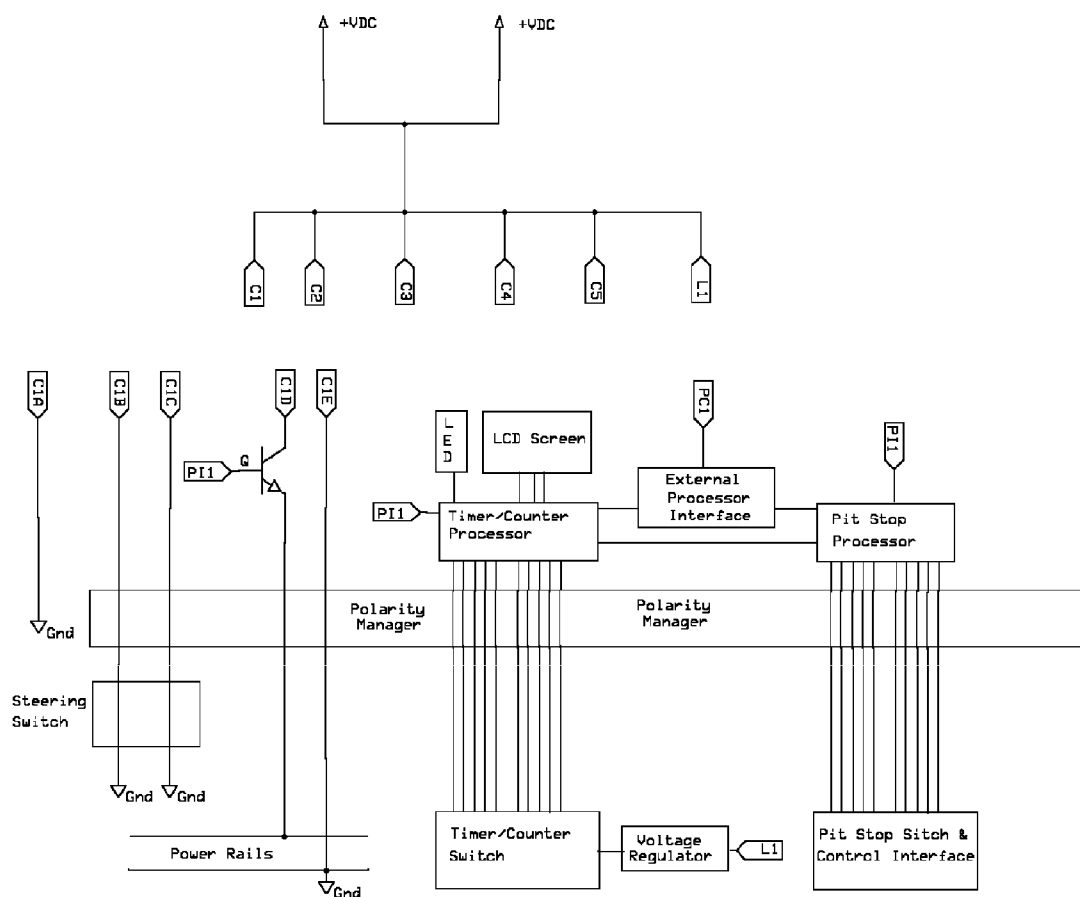 +VDC
+VDC
C1
C2
C3
C4
C5
L1
C1A
C1B
C1C
C1D
C1E
PC1
PI1
LED
LCD Screen
Q
PI1
External
Processor
Interface
PI1
Timer/Counter
Processor
Pit Stop
Processor
Polarity
Manager
Polarity
Manager
Gnd
Steering
Switch
Gnd
Gnd
Timer/Counter
Switch
Voltage
Regulator
L1
Pit Stop Sitch &
Control Interface
Power Rails
Gnd